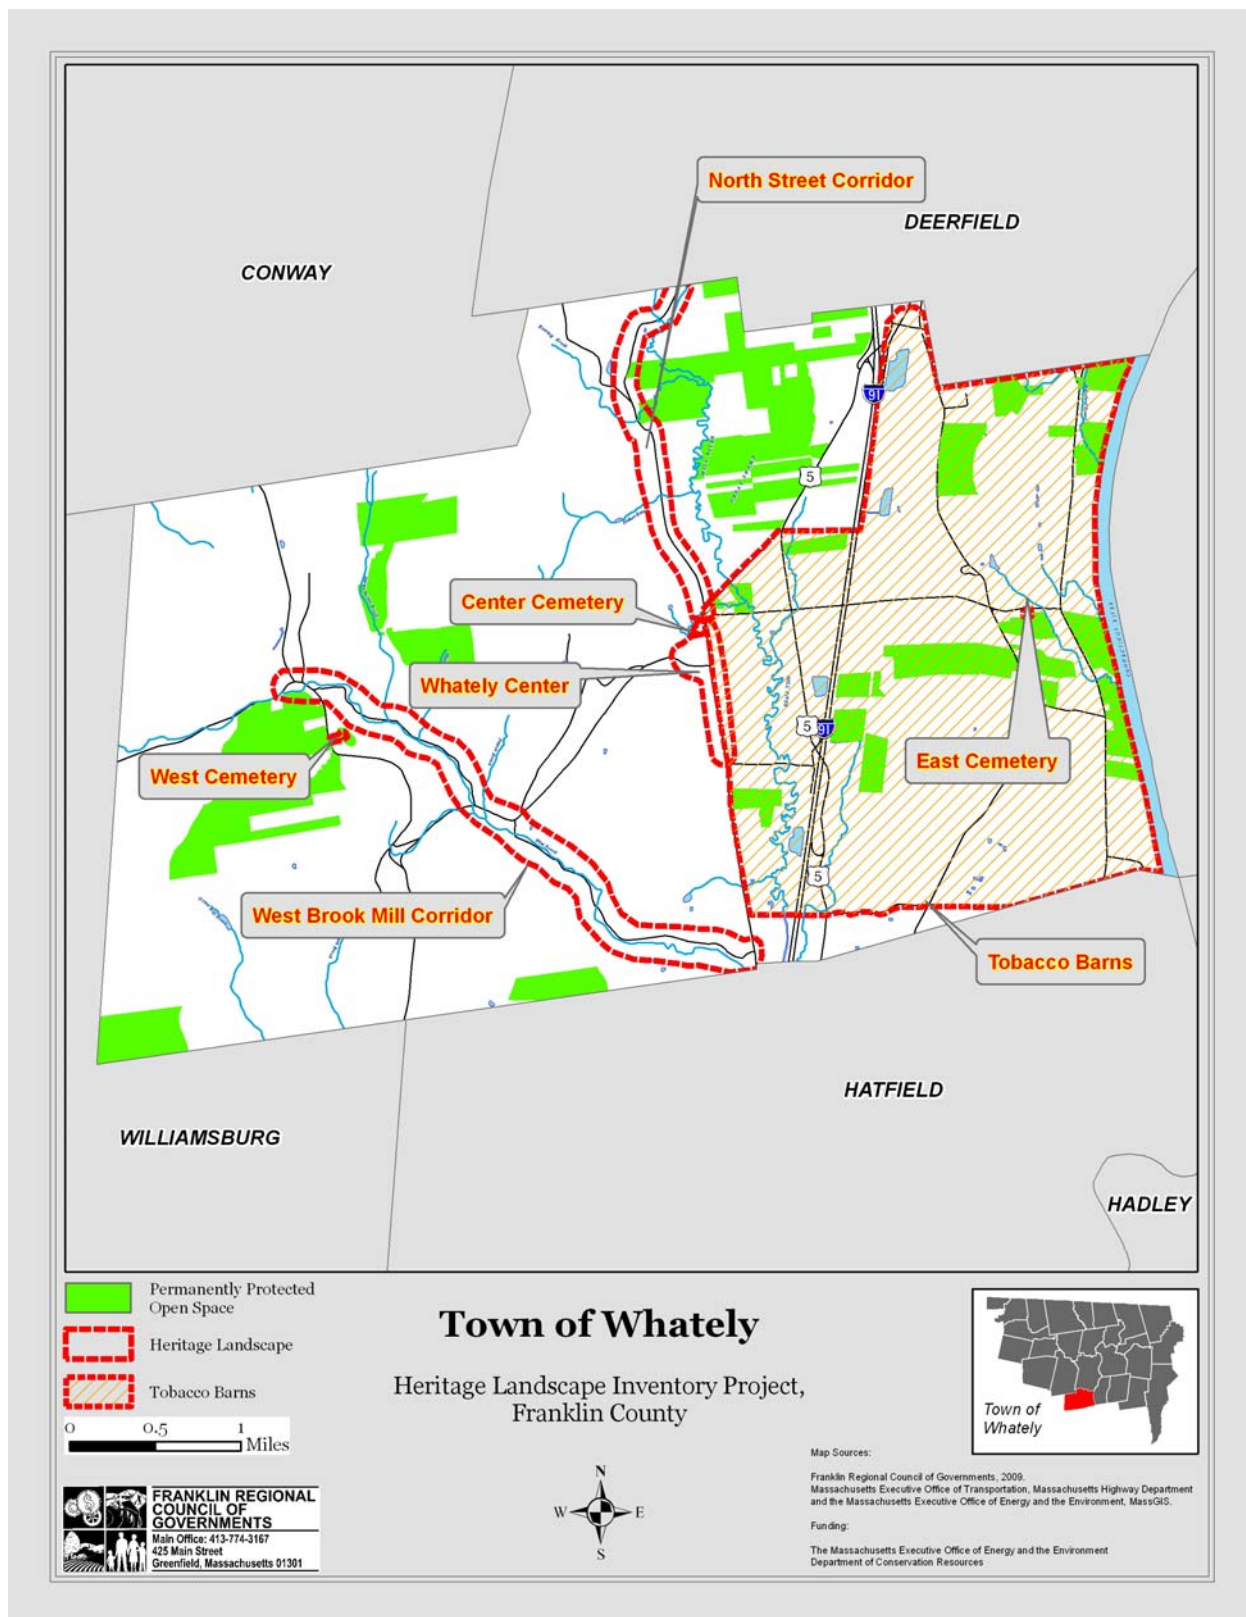 North Street Corridor
DEERFIELD
CONWAY
91
5
Center Cemetery
Whately Center
CONNECTICUT RIVER
5
91
West Cemetery
East Cemetery
5
West Brook Mill Corridor
Tobacco Barns
HATFIELD
WILLIAMSBURG
HADLEY
Permanently Protected
Open Space
Heritage Landscape
Tobacco Barns
0 0.5 1
Miles
Town of Whately
Heritage Landscape Inventory Project,
Franklin County
N
W E
S
Town of
Whately
Map Sources:
Franklin Regional Council of Governments, 2009.
Massachusetts Executive Office of Transportation, Massachusetts Highway Department
and the Massachusetts Executive Office of Energy and the Environment, MassGIS.
Funding:
The Massachusetts Executive Office of Energy and the Environment
Department of Conservation Resources
FRANKLIN REGIONAL
COUNCIL OF
GOVERNMENTS
Main Office: 413-774-3167
425 Main Street
Greenfield, Massachusetts 01301